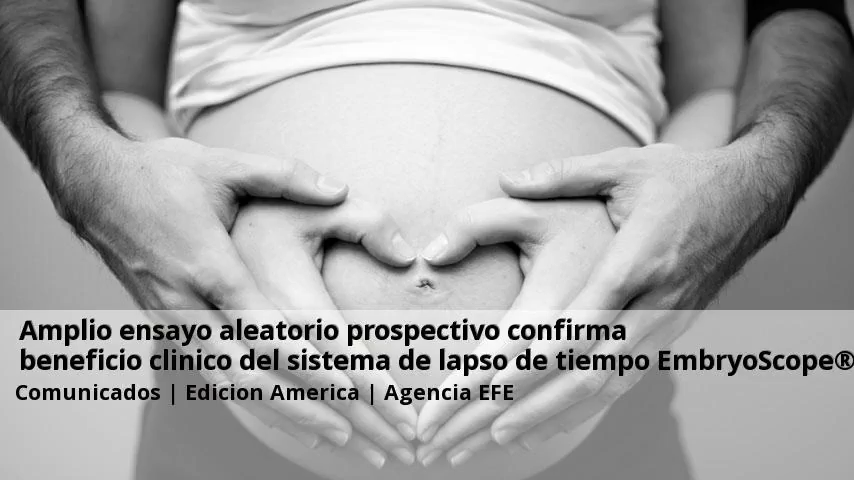 Amplio ensayo aleatorio prospectivo confirma
beneficio clinico del sistema de lapso de tiempo EmbryoScope®
Comunicados | Edicion America | Agencia EFE